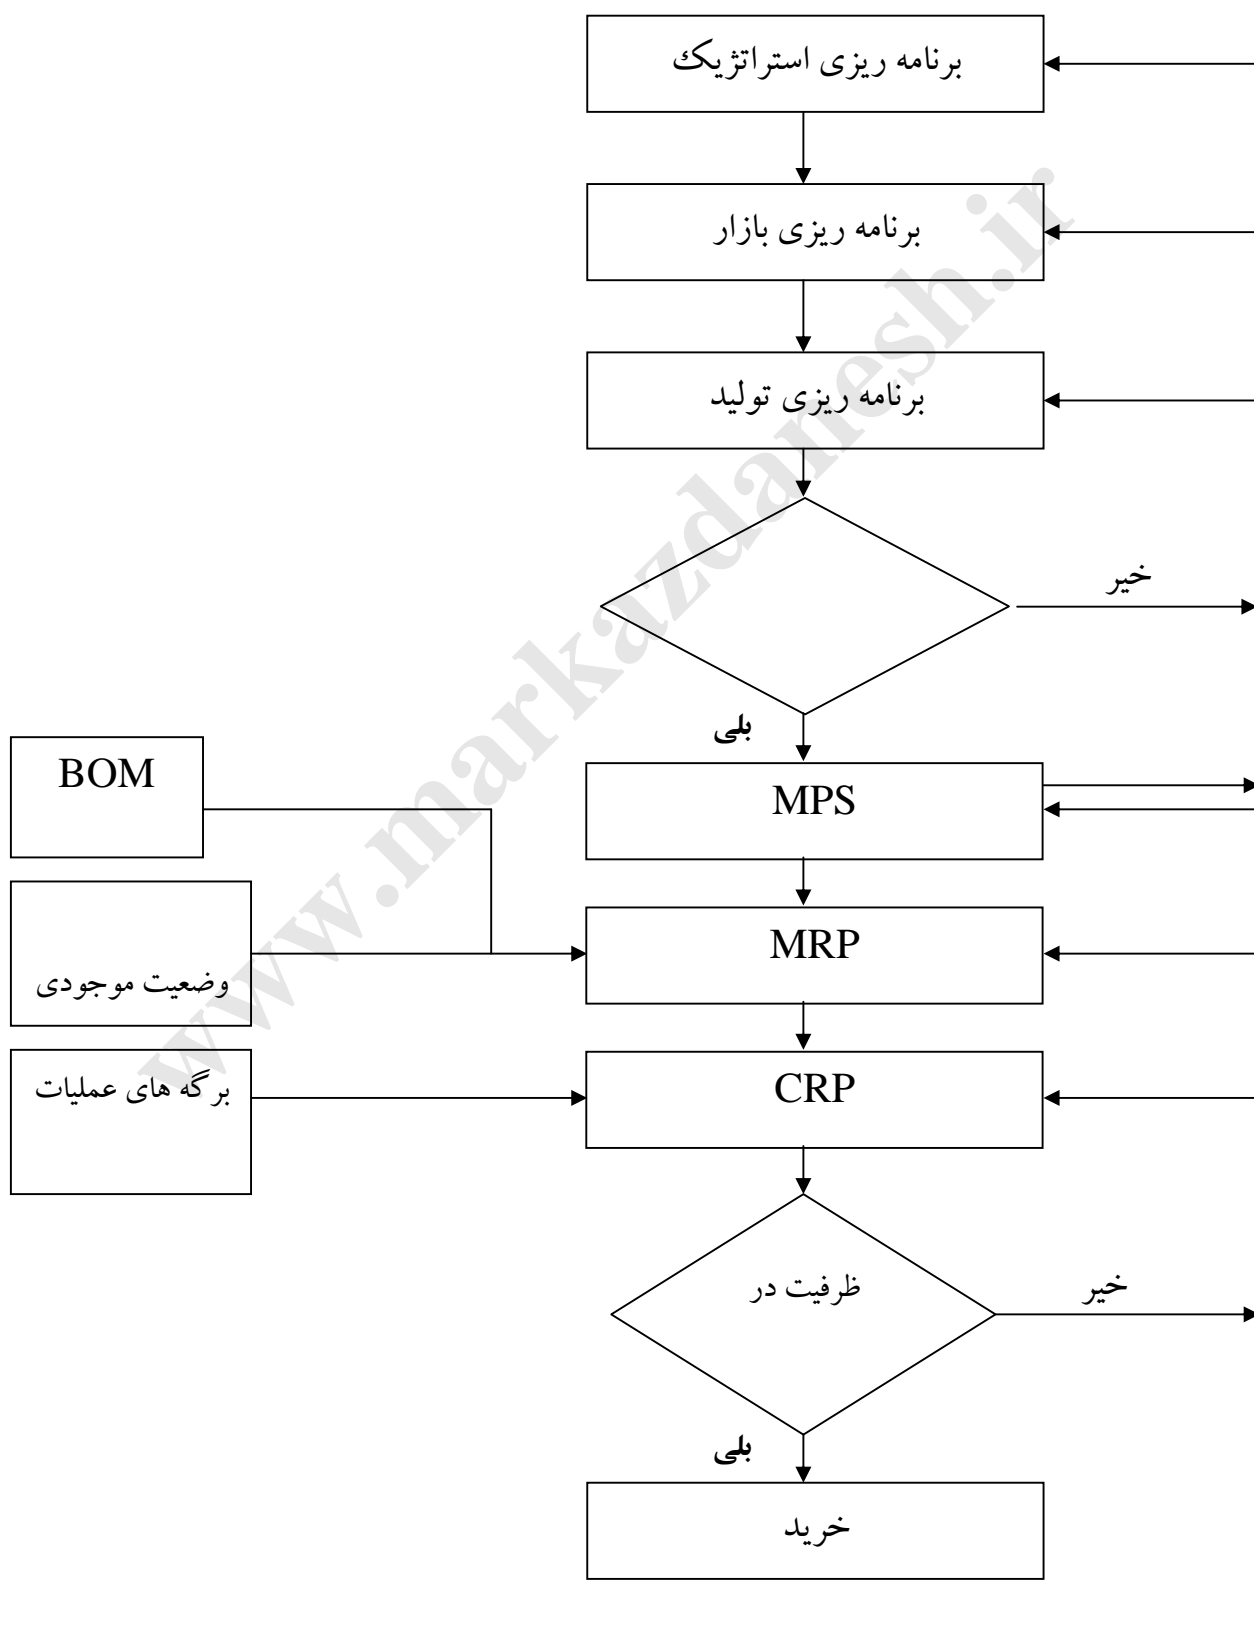 برنامه ریزی استراتژیک
برنامه ریزی بازار
برنامه ریزی تولید
خیر
بلی
BOM
MPS
MRP
وضعیت موجودی
CRP
برگه های عملیات
ظرفیت در
خیر
بلی
خرید
www.markazdanesh.ir